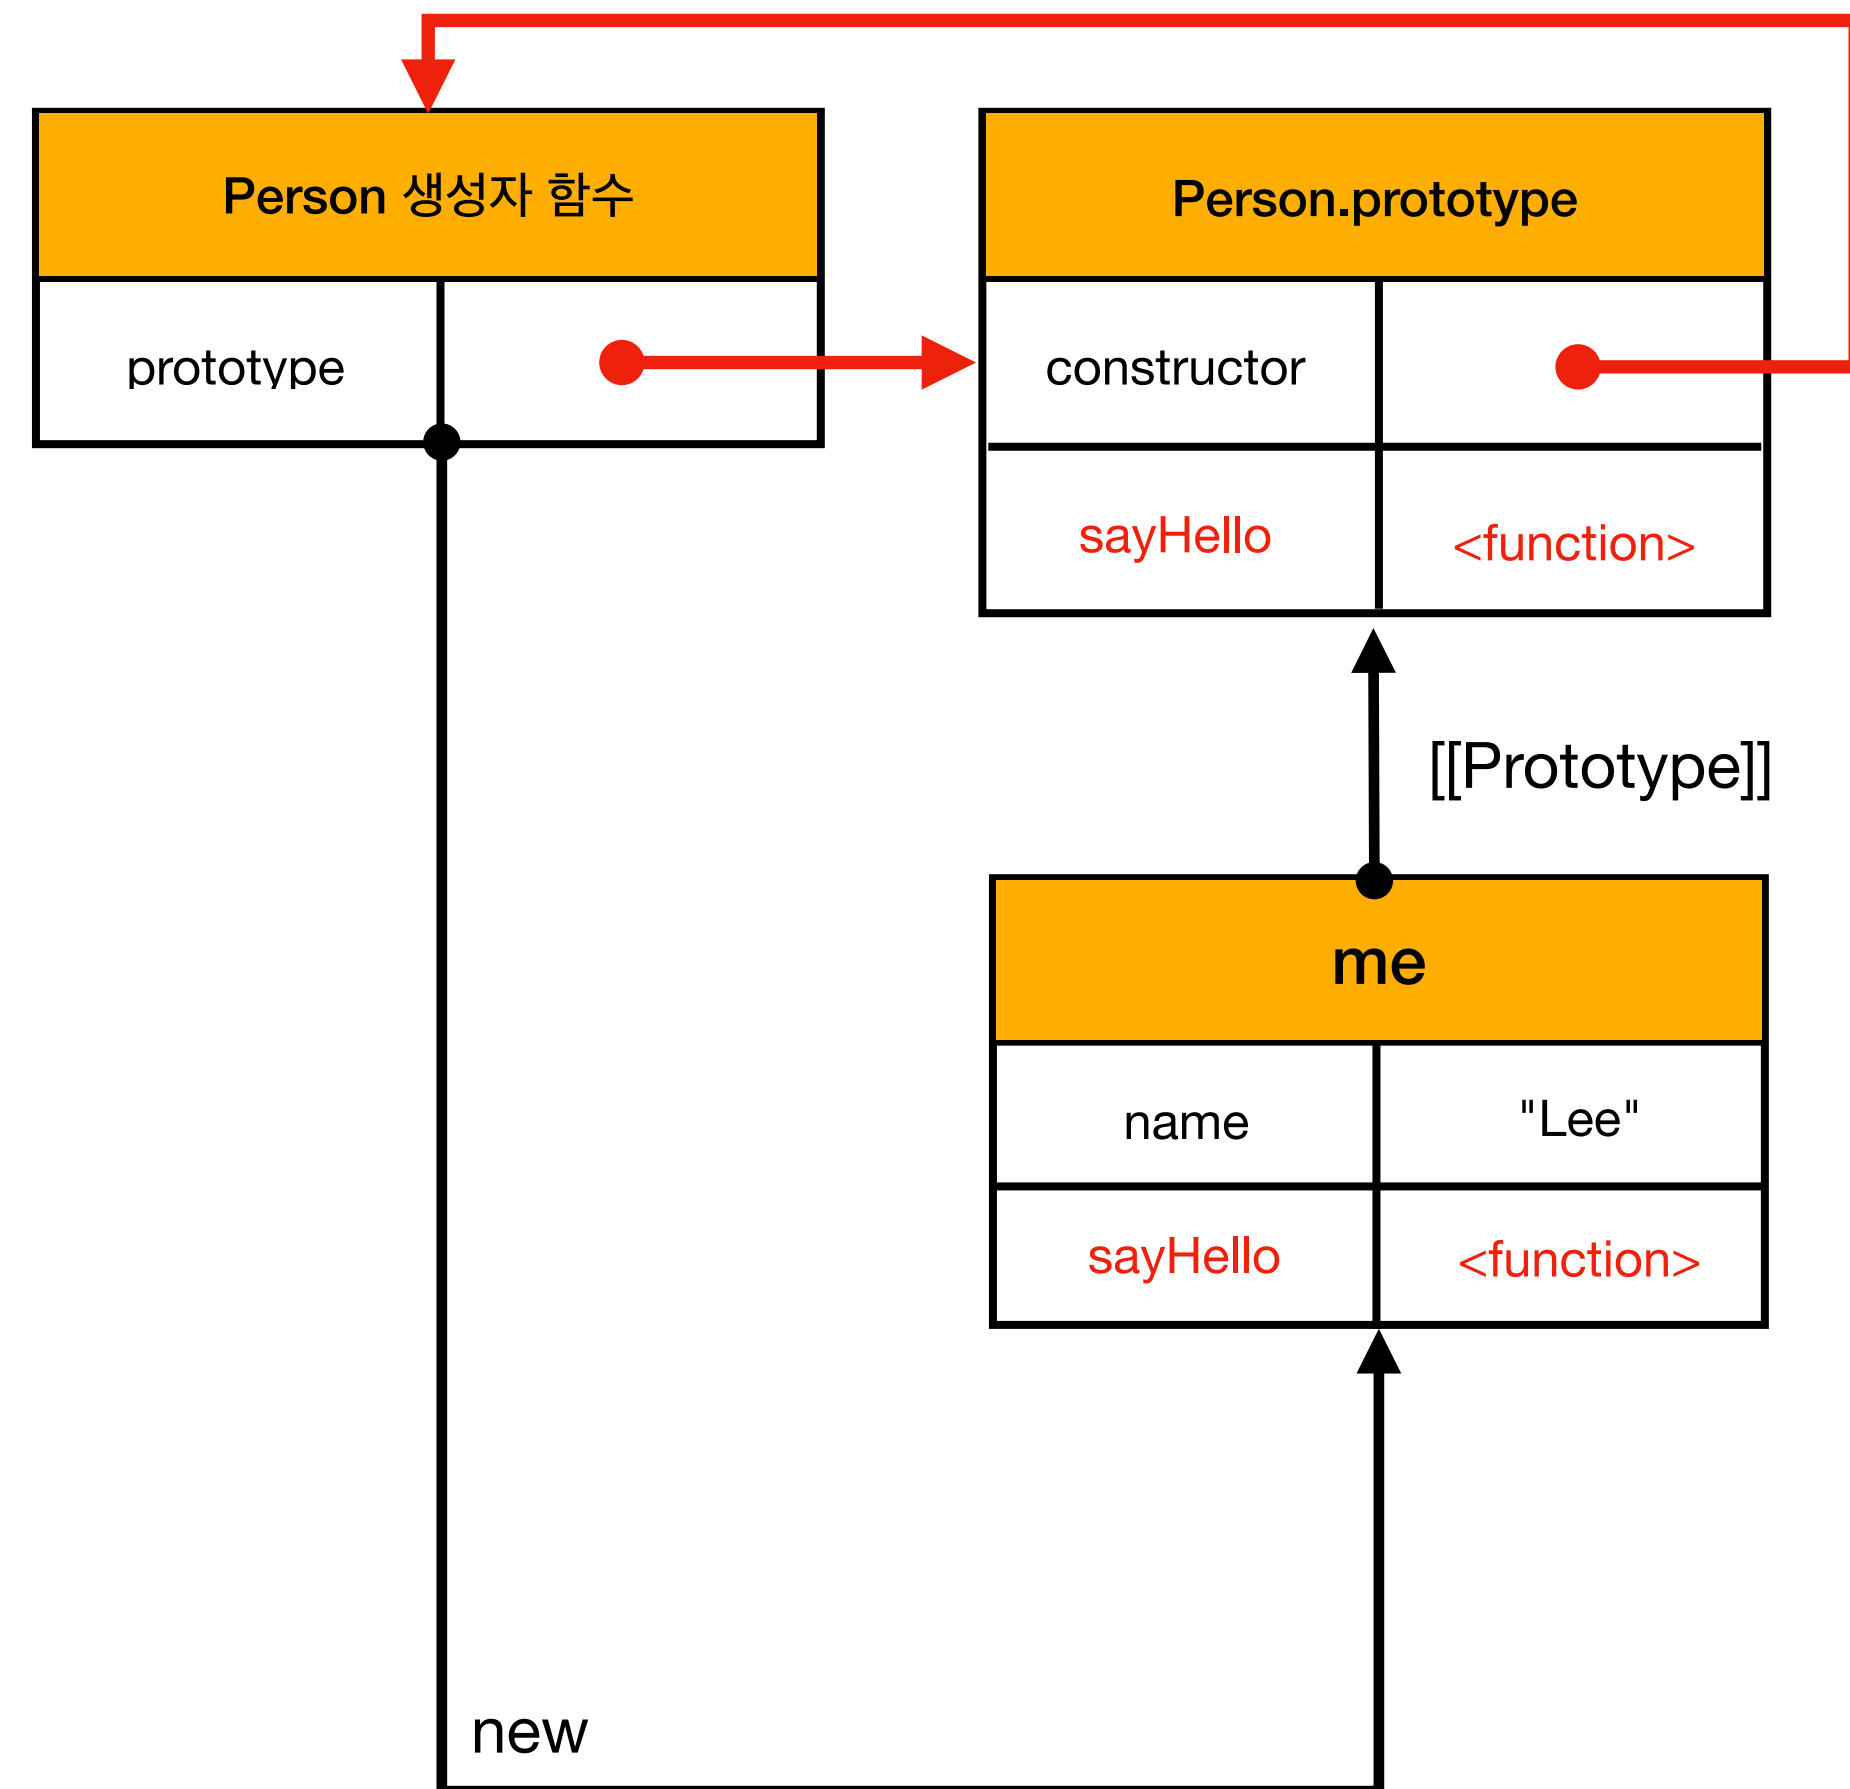 Person 생성자 함수
Person.prototype
prototype
constructor
sayHello
<function>
[[Prototype]]
me
name
"Lee"
sayHello
<function>
new